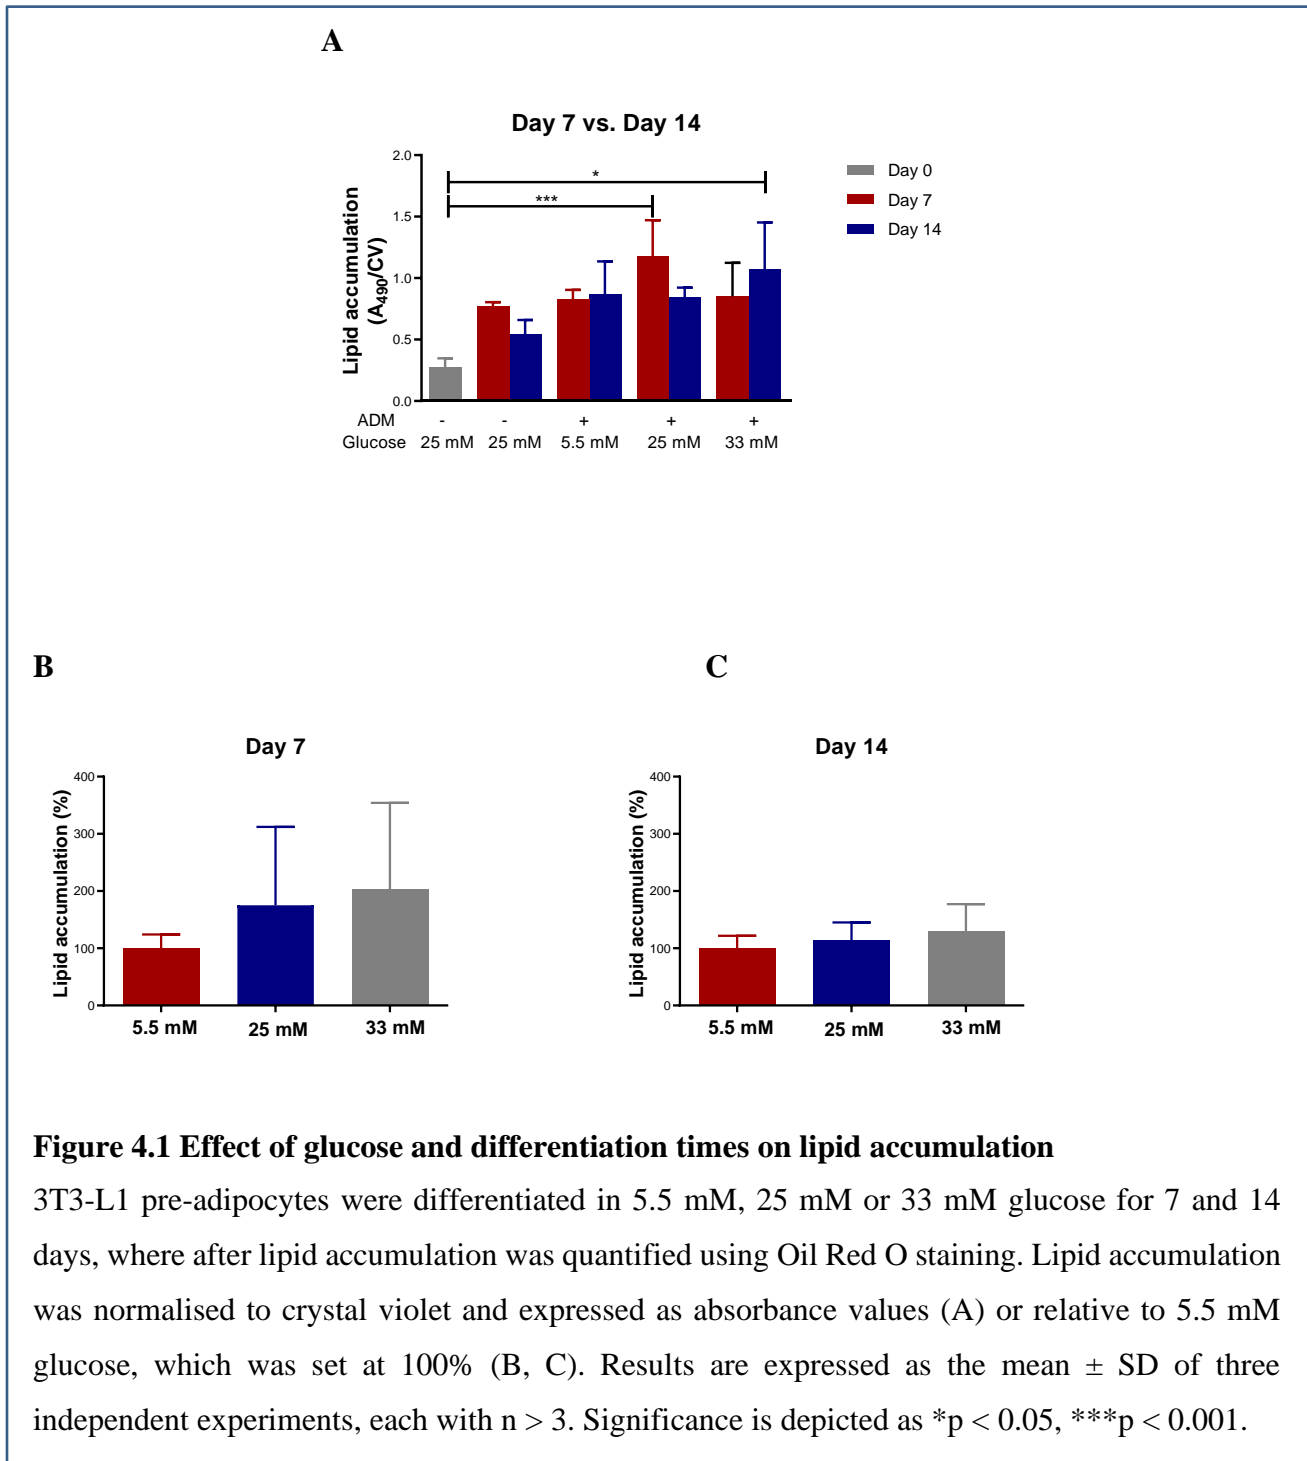 A
Day 7 vs. Day 14
Lipid accumulation
(A490/CV)
2.0
1.5
1.0
0.5
0.0
*
***
Day 0
Day 7
Day 14
ADM - - + + +
Glucose 25 mM 25 mM 5.5 mM 25 mM 33 mM
B
Day 7
Lipid accumulation (%)
400
300
200
100
0
5.5 mM 25 mM 33 mM
C
Day 14
Lipid accumulation (%)
400
300
200
100
0
5.5 mM 25 mM 33 mM
Figure 4.1 Effect of glucose and differentiation times on lipid accumulation
3T3-L1 pre-adipocytes were differentiated in 5.5 mM, 25 mM or 33 mM glucose for 7 and 14
days, where after lipid accumulation was quantified using Oil Red O staining. Lipid accumulation
was normalised to crystal violet and expressed as absorbance values (A) or relative to 5.5 mM
glucose, which was set at 100% (B, C). Results are expressed as the mean ± SD of three
independent experiments, each with n > 3. Significance is depicted as *p < 0.05, ***p < 0.001.